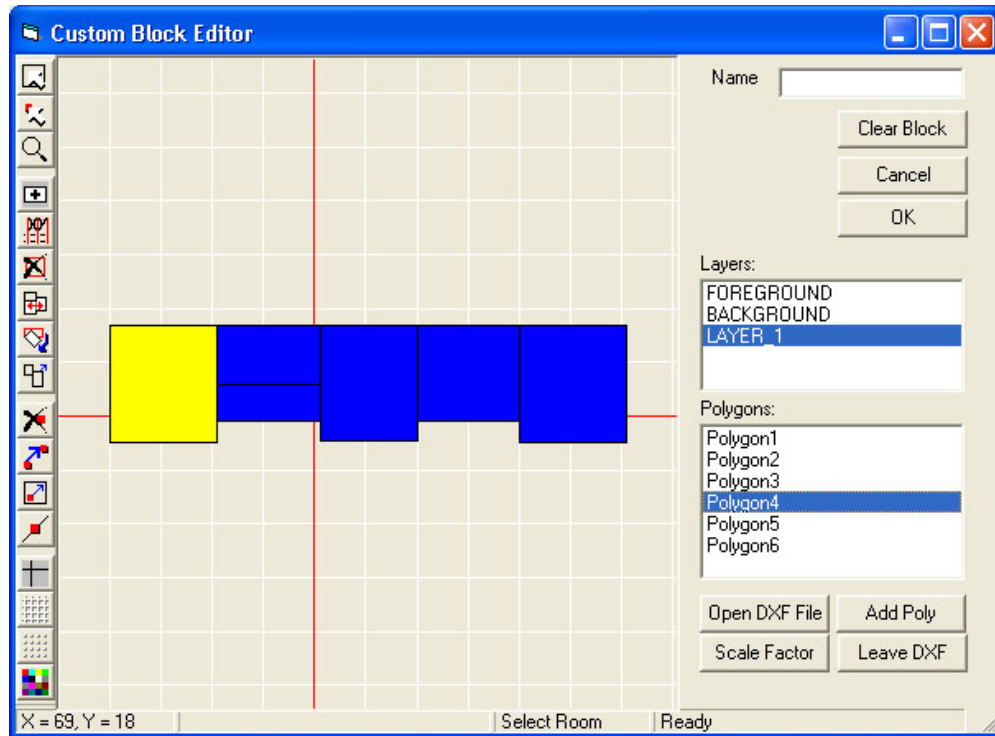 Custom Block Editor
Name
Clear Block
Cancel
OK
Layers:
FOREGROUND
BACKGROUND
LAYER_1
Polygons:
Polygon1
Polygon2
Polygon3
Polygon4
Polygon5
Polygon6
Open DXF File
Add Poly
Scale Factor
Leave DXF
X = 69, Y = 18
Select Room
Ready